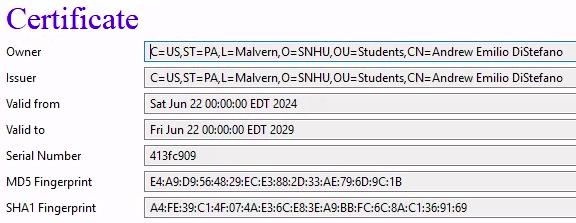 Certificate
Owner C=US,ST=PA,L=Malvern,O=SNHU,OU=Students,CN=Andrew Emilio DiStefano
Issuer C=US,ST=PA,L=Malvern,O=SNHU,OU=Students,CN=Andrew Emilio DiStefano
Valid from Sat Jun 22 00:00:00 EDT 2024
Valid to Fri Jun 22 00:00:00 EDT 2029
Serial Number 413fc909
MD5 Fingerprint E4:A9:D9:56:48:29:EC:E3:88:2D:33:AE:79:6D:9C:1B
SHA1 Fingerprint A4:FE:39:C1:4F:07:4A:E3:6C:E8:3E:A9:BB:FC:6C:8A:C1:36:91:69